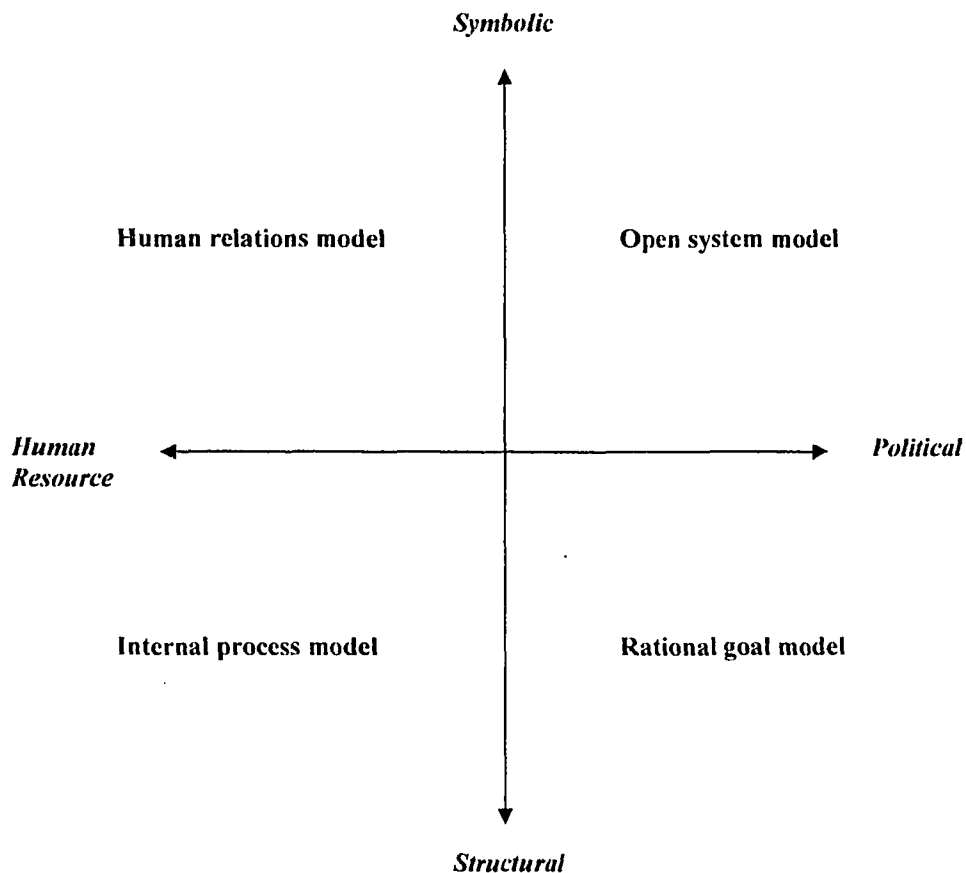 Symbolic
Human relations model
Open system model
Human
Resource
Political
Internal process model
Rational goal model
Structural